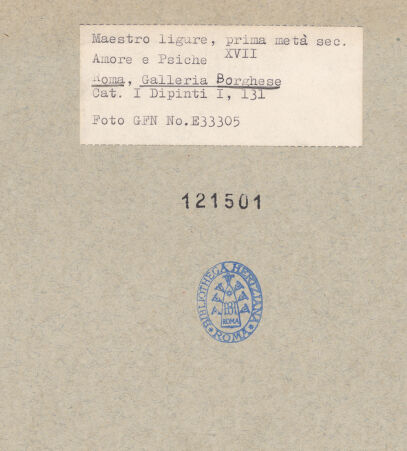 Maestro ligure, prima metà sec.
XVII
Amore e Psiche
Roma, Galleria Borghese
Cat. I Dipinti I, 131
Foto GFN No.E33305
121501
BIBLIOTHECA HERTZIANA
ROMA
ROMA